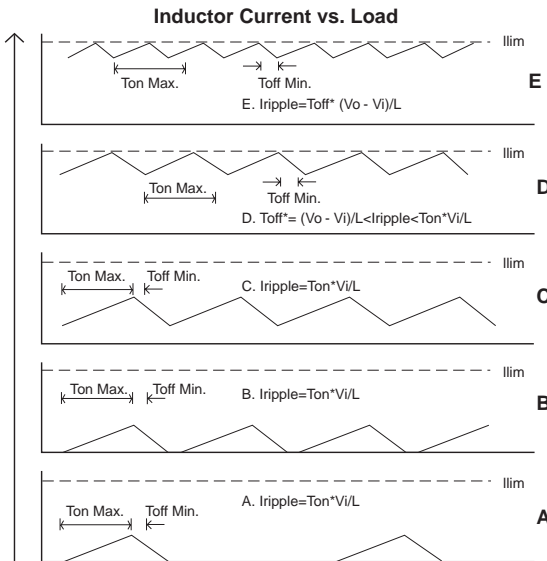 Inductor Current vs. Load
Ilim
Ton Max.
Toff Min.
E
E. Iripple=Toff* (Vo - Vi)/L
Ilim
Ton Max.
Toff Min.
D
D. Toff*= (Vo - Vi)/L<Iripple<Ton*Vi/L
Ilim
Ton Max.
Toff Min.
C. Iripple=Ton*Vi/L
C
Ilim
Ton Max.
Toff Min.
B. Iripple=Ton*Vi/L
B
Ilim
Ton Max.
Toff Min.
A. Iripple=Ton*Vi/L
A